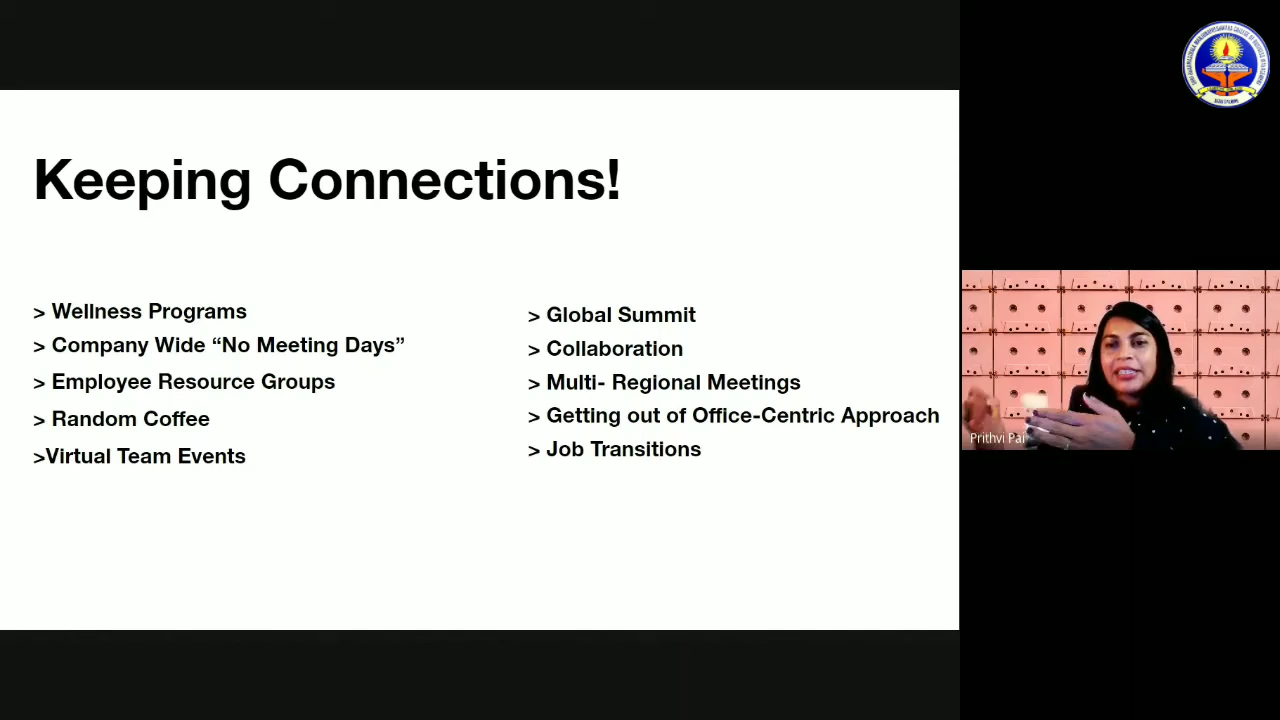 Keeping Connections!
> Wellness Programs
> Company Wide “No Meeting Days”
> Employee Resource Groups
> Random Coffee
>Virtual Team Events
> Global Summit
> Collaboration
> Multi- Regional Meetings
> Getting out of Office-Centric Approach
> Job Transitions
Prithvi Pai